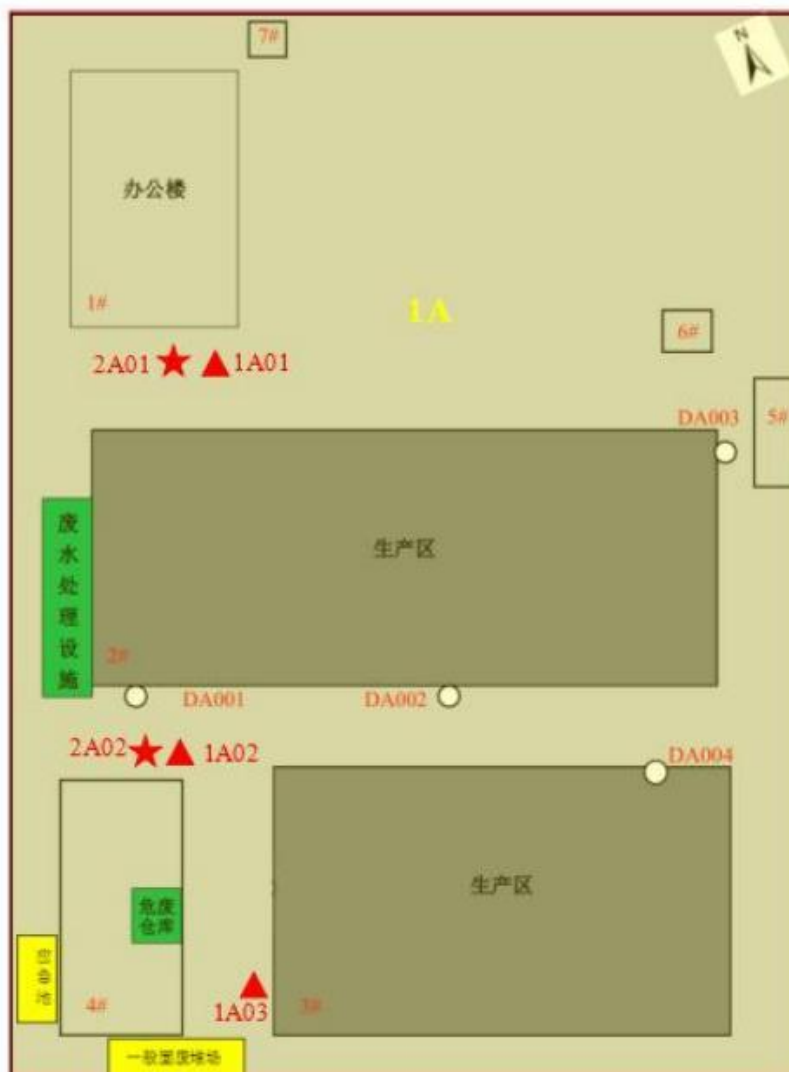 7#
N
办公楼
1#
1A
6#
2A01
1A01
DA003
5#
废水处理设施
生产区
2#
DA001
DA002
2A02
1A02
DA004
危废
仓库
生产区
4#
1A03
3#
一般固废堆场